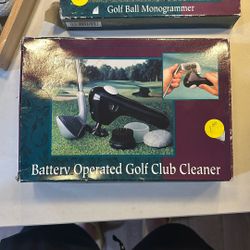 Golf Ball Monogrammer
Battery Operated Golf Club Cleaner